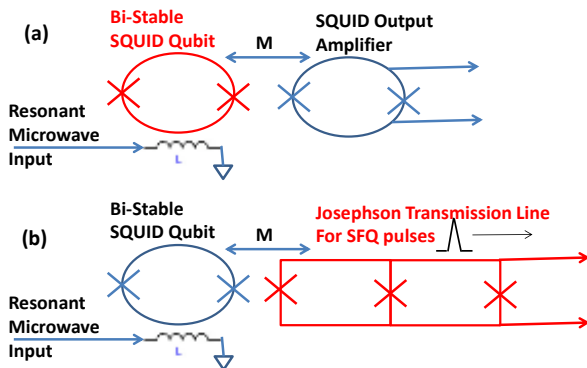 (a)
Bi-Stable
SQUID Qubit
M
SQUID Output
Amplifier
Resonant
Microwave
Input
L
(b)
Bi-Stable
SQUID Qubit
M
Josephson Transmission Line
For SFQ pulses
Resonant
Microwave
Input
L